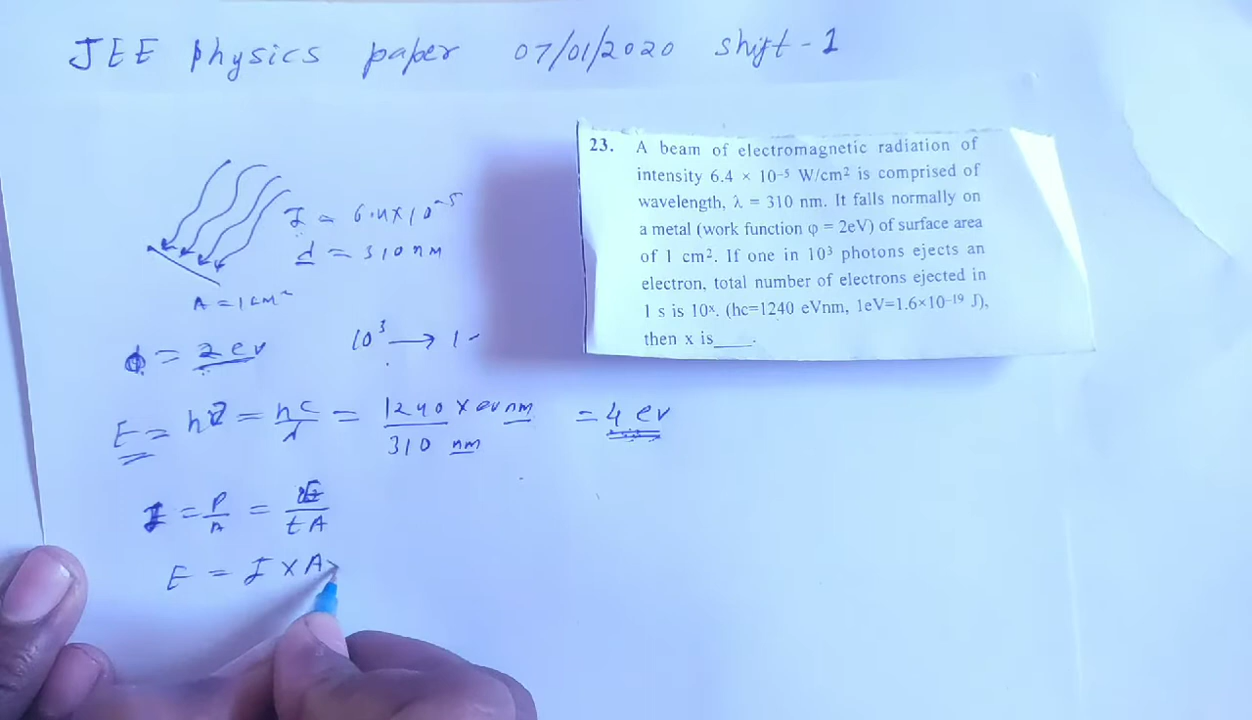 JEE Physics paper 07/01/2020 shift-1
I = 6.4×10⁻⁵
d = 310 nm
A = 1 cm²
ϕ = 2 ev
10³ → 1
E = hν = hc/λ = 1240 × ev nm / 310 nm = 4 ev
I = P/A = E/tA
E = I × A
23. A beam of electromagnetic radiation of
intensity 6.4 × 10⁻⁵ W/cm² is comprised of
wavelength, λ = 310 nm. It falls normally on
a metal (work function φ = 2eV) of surface area
of 1 cm². If one in 10³ photons ejects an
electron, total number of electrons ejected in
1 s is 10ˣ. (hc=1240 eVnm, 1eV=1.6×10⁻¹⁹ J),
then x is____.